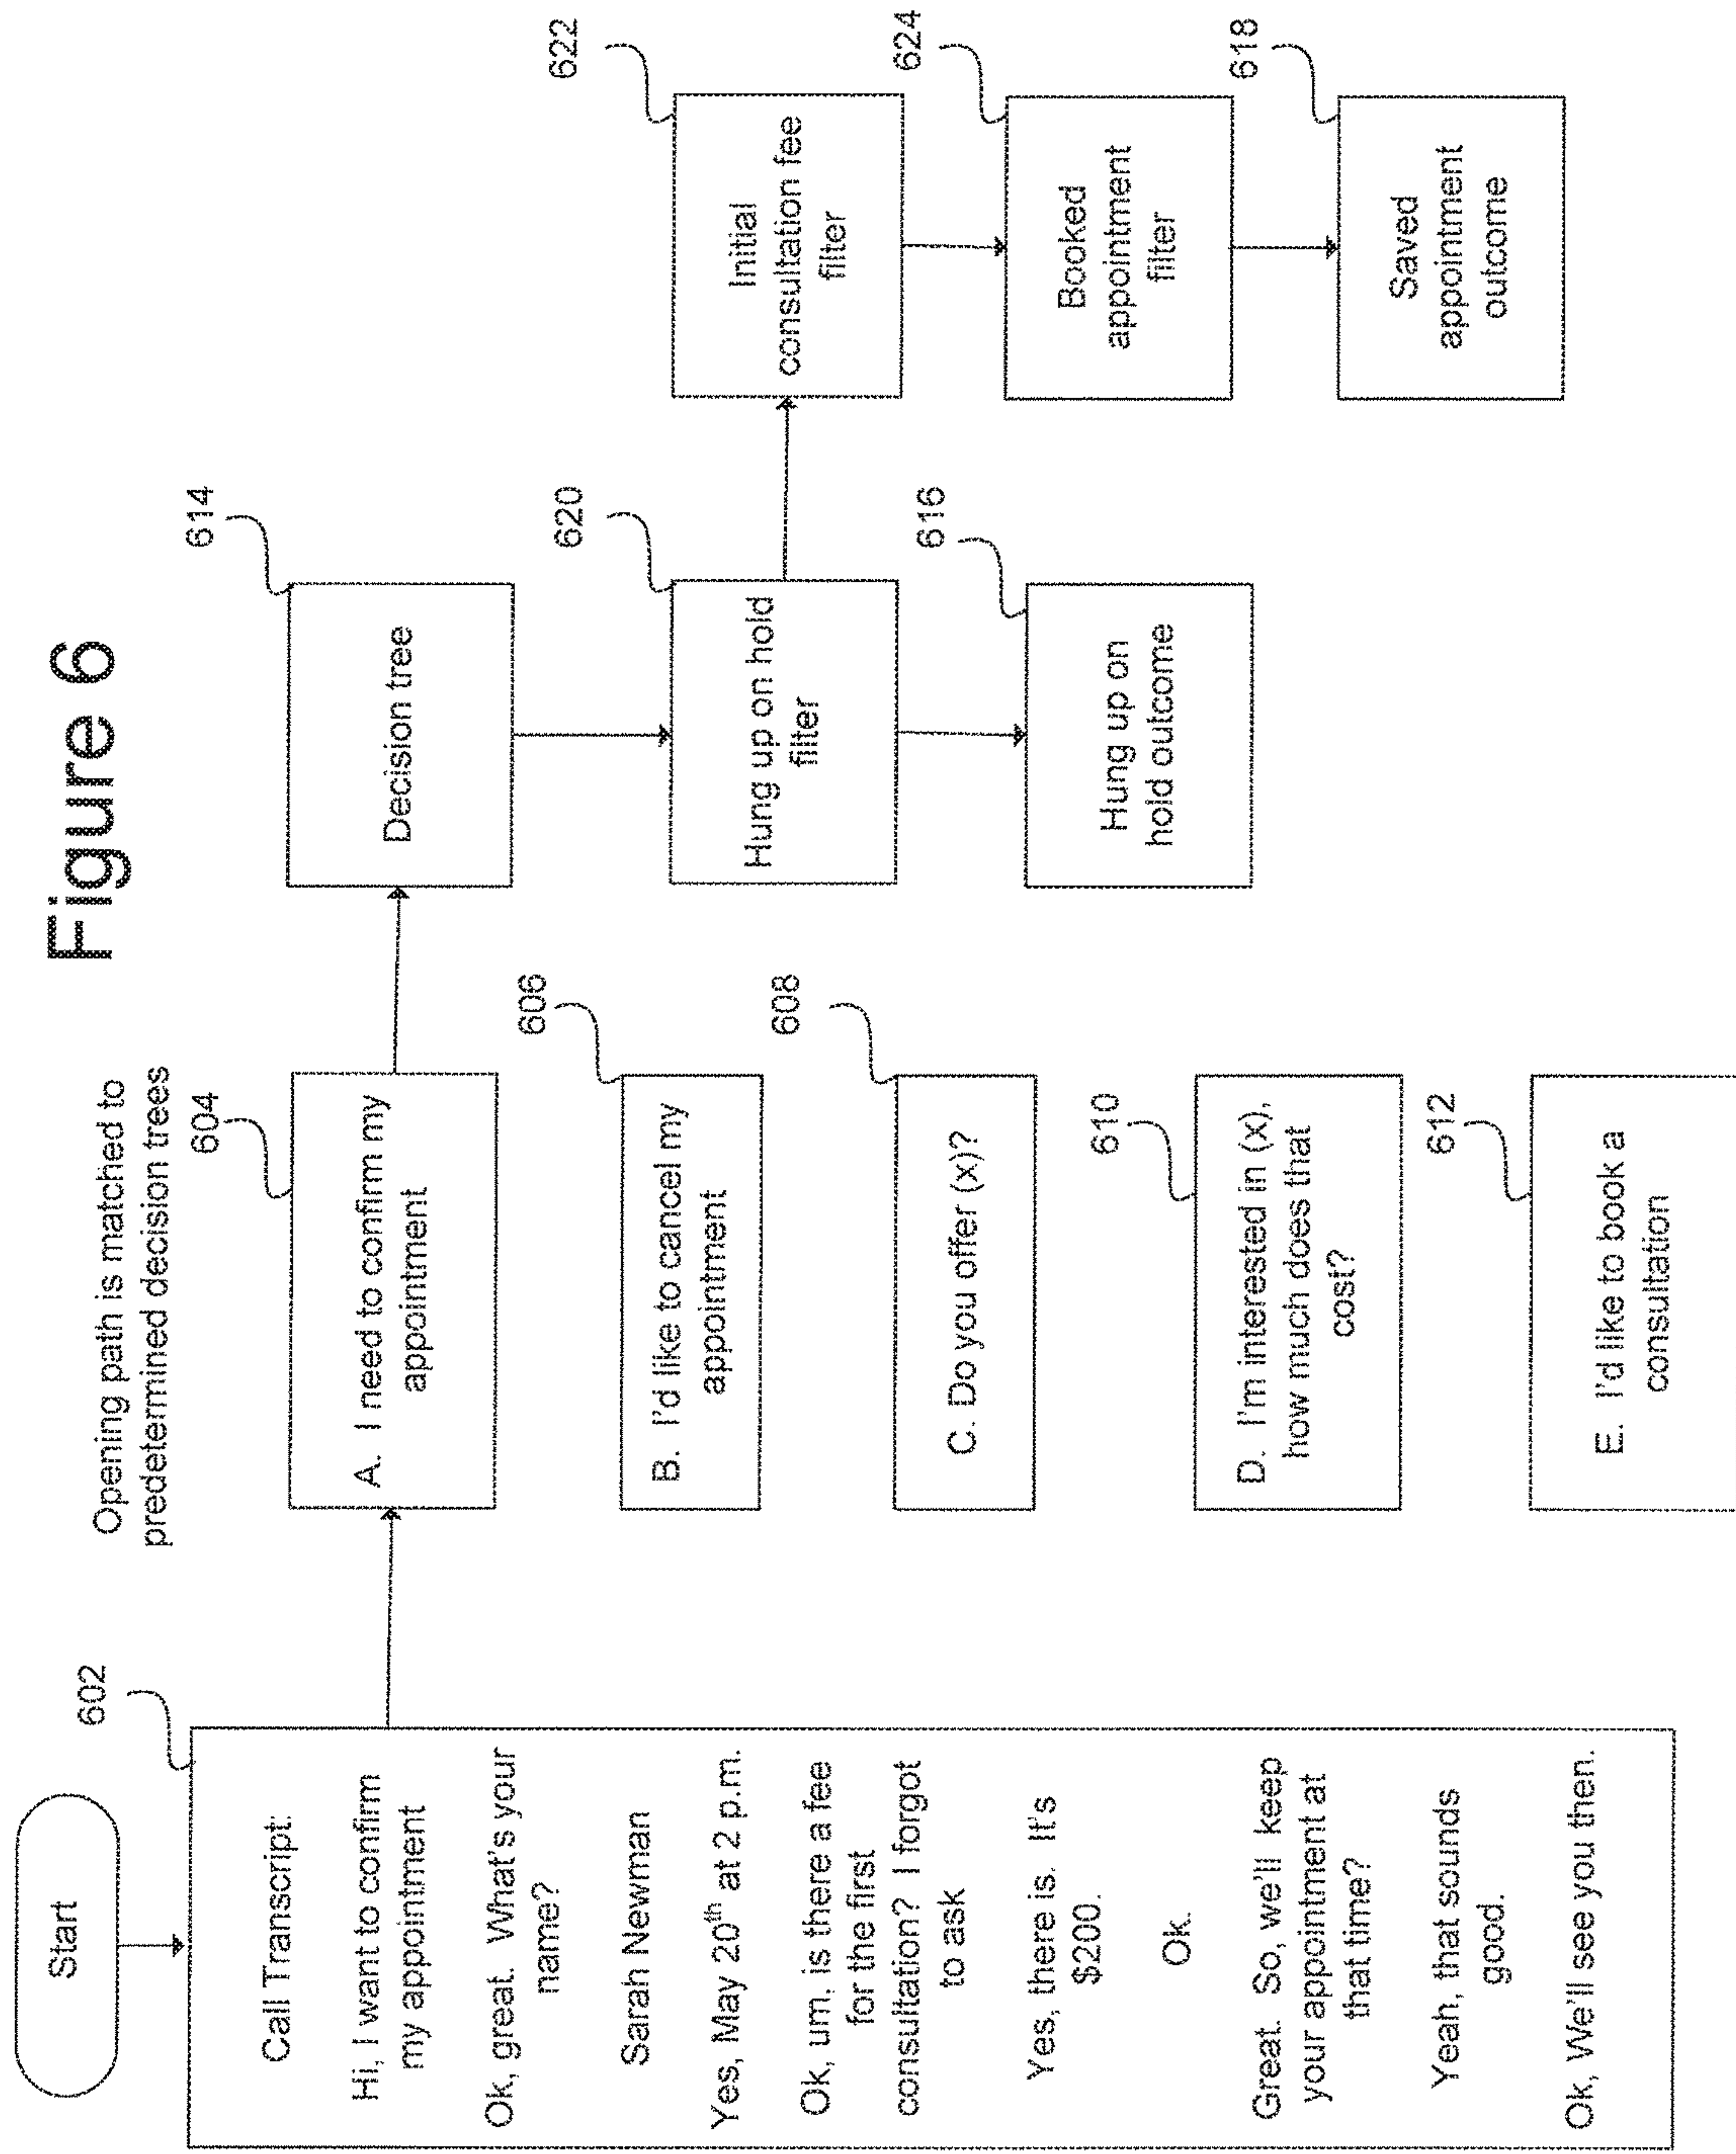 Figure 6
Start
602
Call Transcript:
Hi, I want to confirm
my appointment
Ok, great. What's your
name?
Sarah Newman
Yes, May 20th at 2 p.m.
Ok, um, is there a fee
for the first
consultation? I forgot
to ask
Yes, there is. It's
$200.
Ok.
Great. So, we'll keep
your appointment at
that time?
Yeah, that sounds
good.
Ok, We'll see you then.
Opening path is matched to
predetermined decision trees
604
A. I need to confirm my
appointment
606
B. I'd like to cancel my
appointment
608
C. Do you offer (x)?
610
D. I'm interested in (x),
how much does that
cost?
612
E. I'd like to book a
consultation
614
Decision tree
620
Hung up on hold
filter
616
Hung up on
hold outcome
622
Initial
consultation fee
filter
624
Booked
appointment
filter
618
Saved
appointment
outcome